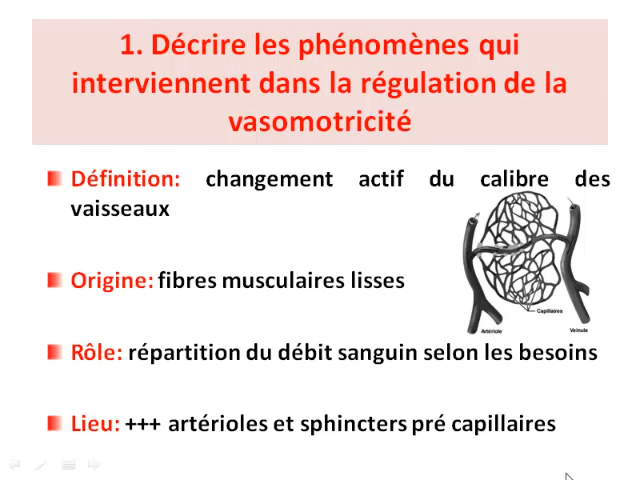 1. Décrire les phénomènes qui
interviennent dans la régulation de la
vasomotricité
Définition: changement actif du calibre des
vaisseaux
Origine: fibres musculaires lisses
Capillaires
Artériole
Veinule
Rôle: répartition du débit sanguin selon les besoins
Lieu: +++ artérioles et sphincters pré capillaires